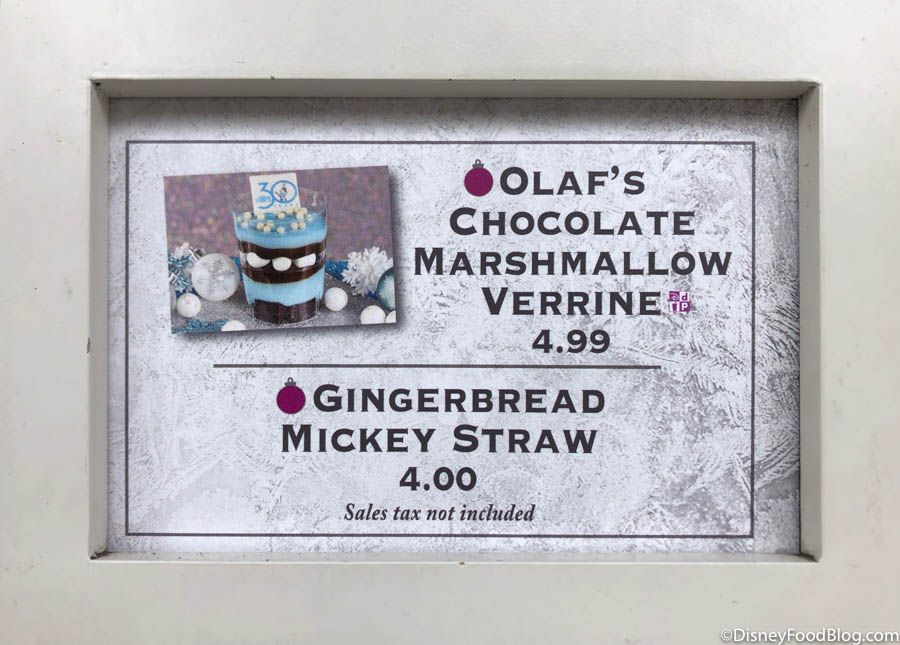 30
OLAF'S
CHOCOLATE
MARSHMALLOW
VERRINE
4.99
GINGERBREAD
MICKEY STRAW
4.00
Sales tax not included
©DisneyFoodBlog.com